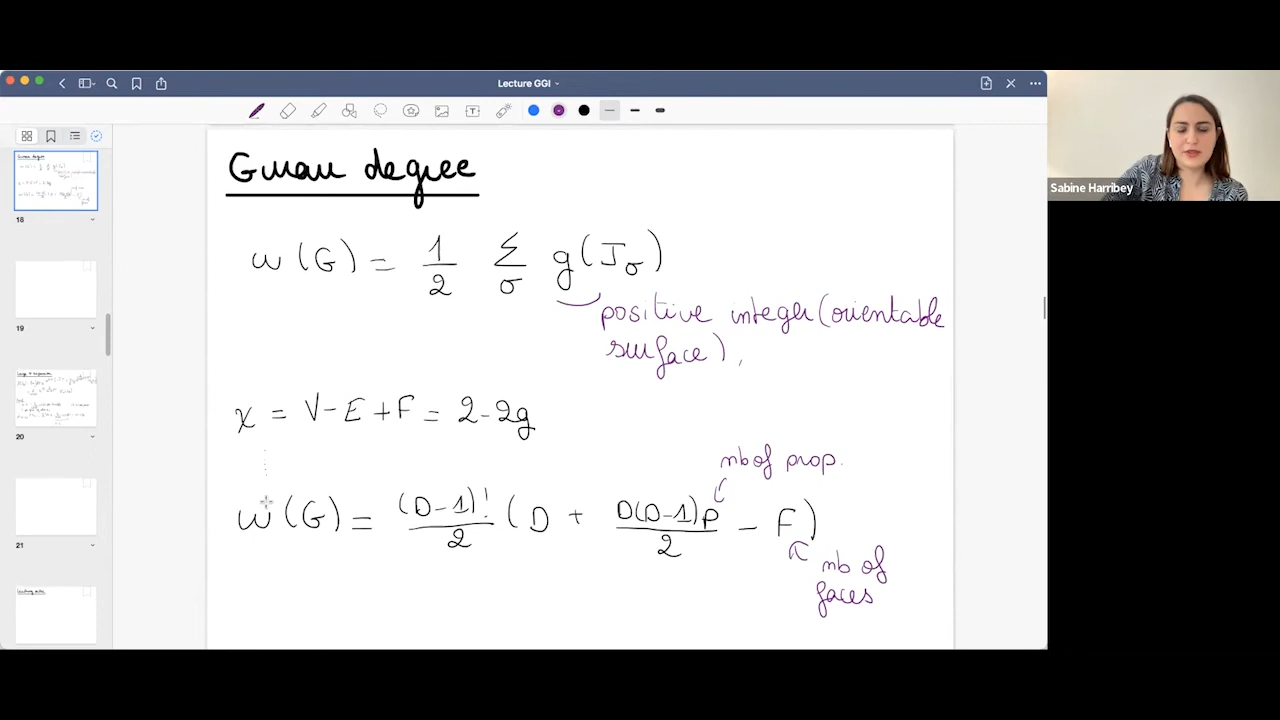 Lecture GGI
Sabine Harribey
18
19
20
21
Gurau degree
ω(G) = 1/2 Σ_σ g(J_σ)
positive integer (orientable
surface),
χ = V - E + F = 2 - 2g
nb of prop.
ω(G) = (D-1)!/2 (D + D(D-1)P/2 - F)
nb of
faces